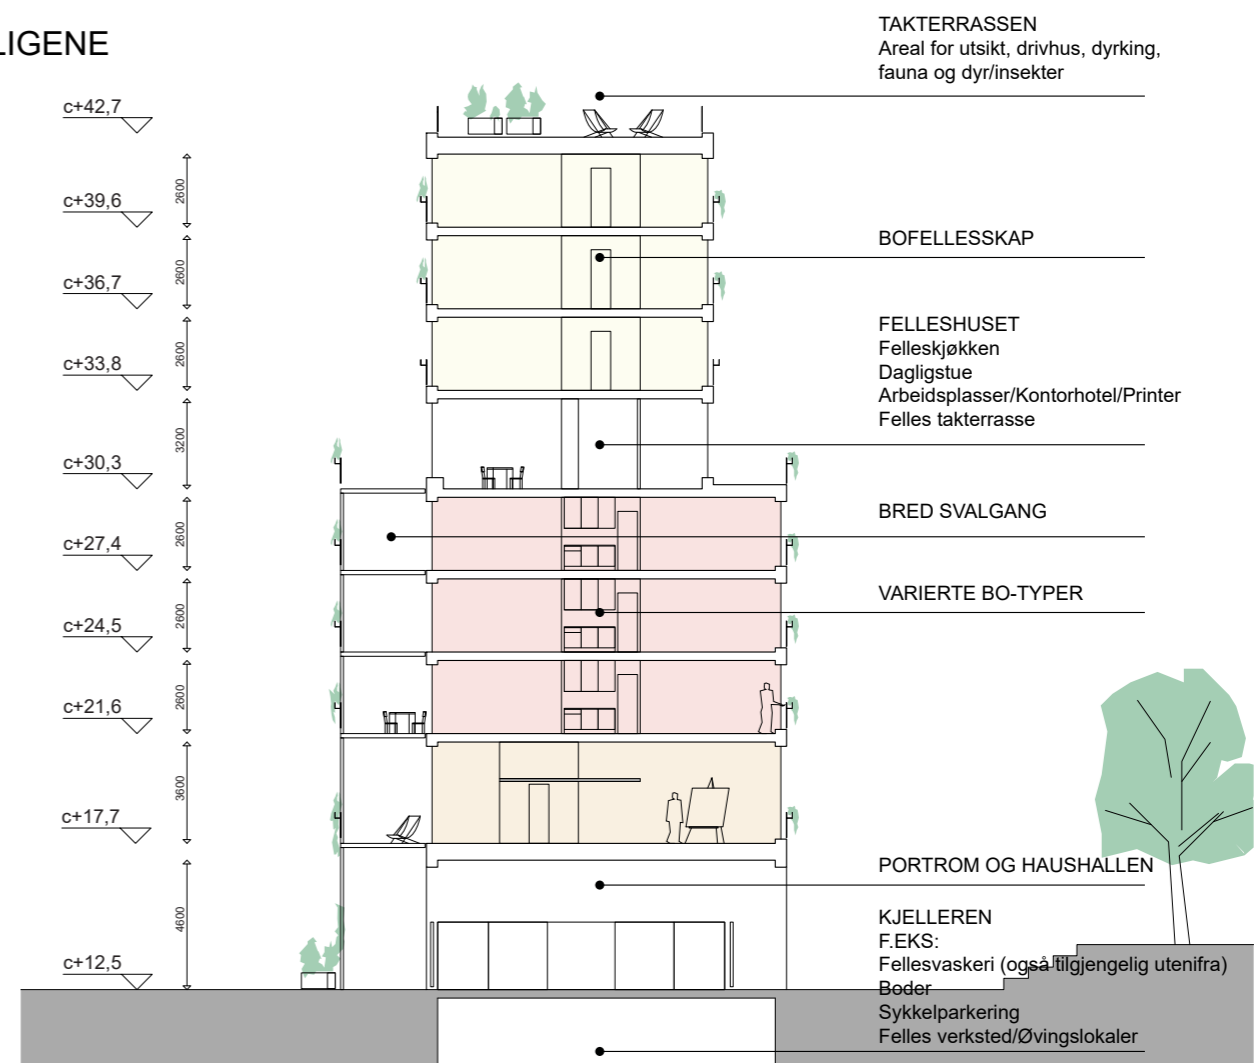 LIGENE
TAKTERRASSEN
Areal for utsikt, drivhus, dyrking,
fauna og dyr/insekter
c+42,7
2600
c+39,6
BOFELLESSKAP
2600
c+36,7
FELLESHUSET
Felleskjøkken
Dagligstue
Arbeidsplasser/Kontorhotel/Printer
Felles takterrasse
2600
c+33,8
3200
c+30,3
BRED SVALGANG
2600
c+27,4
VARIERTE BO-TYPER
2600
c+24,5
2600
c+21,6
3600
c+17,7
PORTROM OG HAUSHALLEN
4600
c+12,5
KJELLEREN
F.EKS:
Fellesvaskeri (også tilgjengelig utenifra)
Boder
Sykkelparkering
Felles verksted/Øvingslokaler